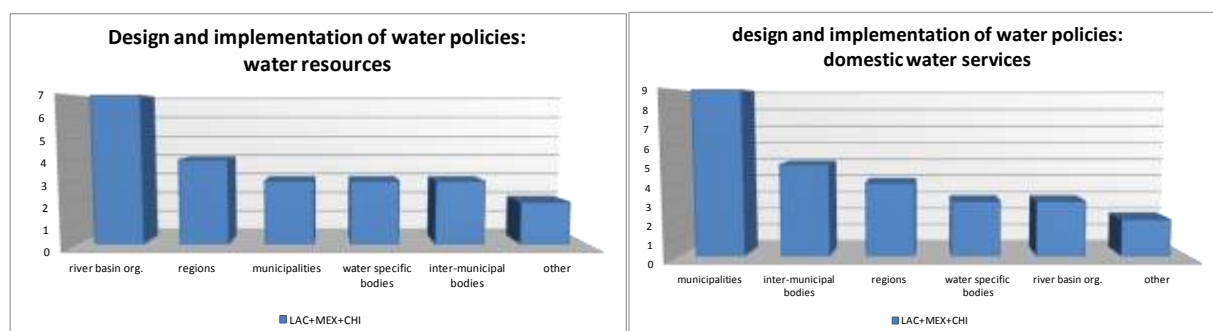 Design and implementation of water policies:
water resources
7
6
5
4
3
2
1
0
river basin org.
regions
municipalities
water specific
bodies
inter-municipal
bodies
other
LAC+MEX+CHI
design and implementation of water policies:
domestic water services
9
8
7
6
5
4
3
2
1
0
municipalities
inter-municipal
bodies
regions
water specific
bodies
river basin org.
other
LAC+MEX+CHI